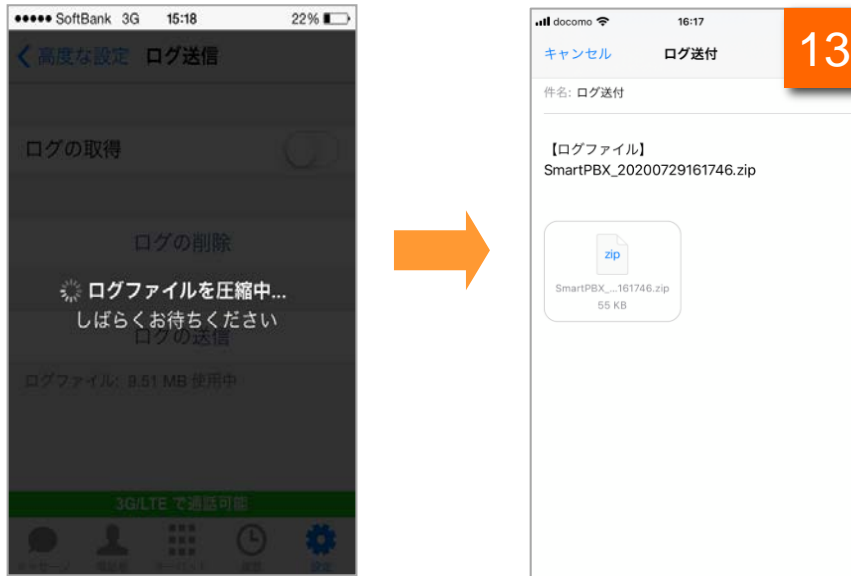 ●●●●● SoftBank 3G 15:18 22%
高度な設定 ログ送信
ログの取得
ログの削除
ログファイルを圧縮中...
しばらくお待ちください
ログの送信
ログファイル: 9.51 MB 使用中
3G/LTE で通話可能
設定
docomo 16:17
13
キャンセル ログ送付
件名: ログ送付
【ログファイル】
SmartPBX_20200729161746.zip
zip
SmartPBX_...161746.zip
55 KB